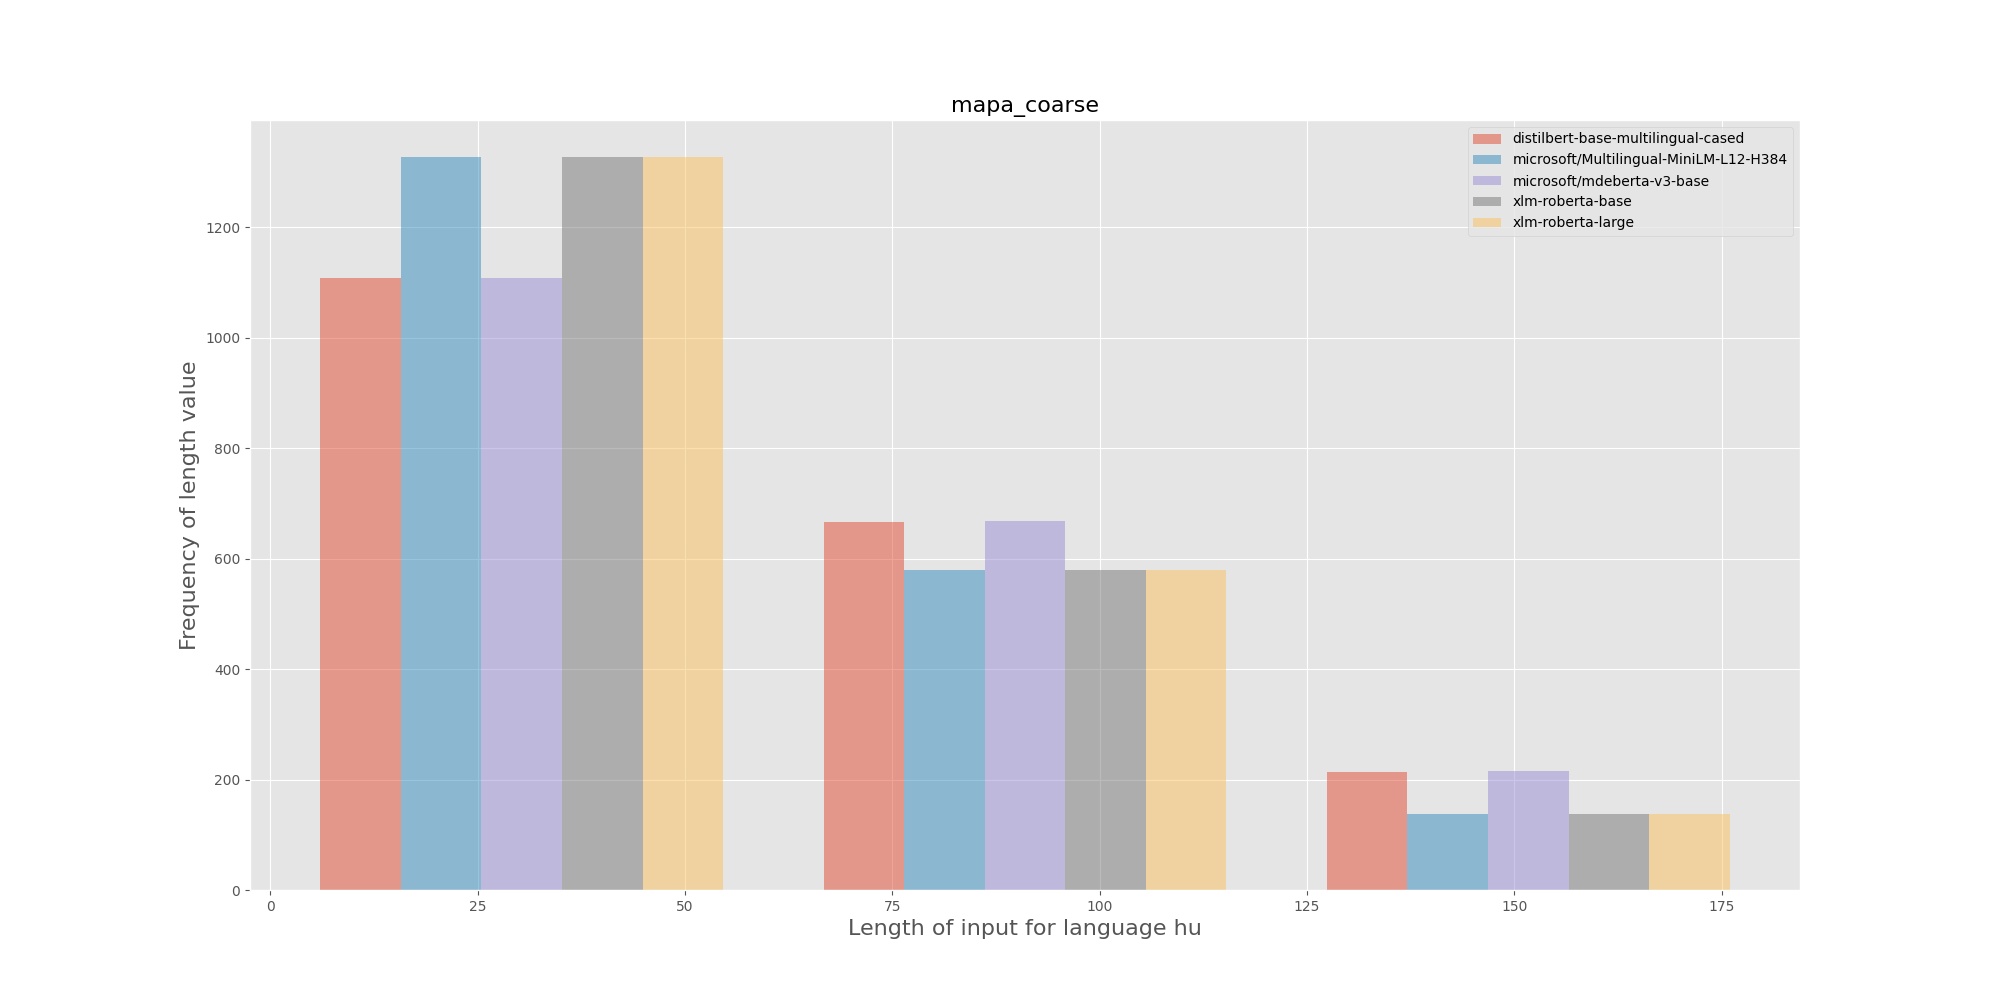 mapa_coarse
distilbert-base-multilingual-cased
microsoft/Multilingual-MiniLM-L12-H384
microsoft/mdeberta-v3-base
xlm-roberta-base
xlm-roberta-large
Frequency of length value
1200
1000
800
600
400
200
0
0 25 50 75 100 125 150 175
Length of input for language hu